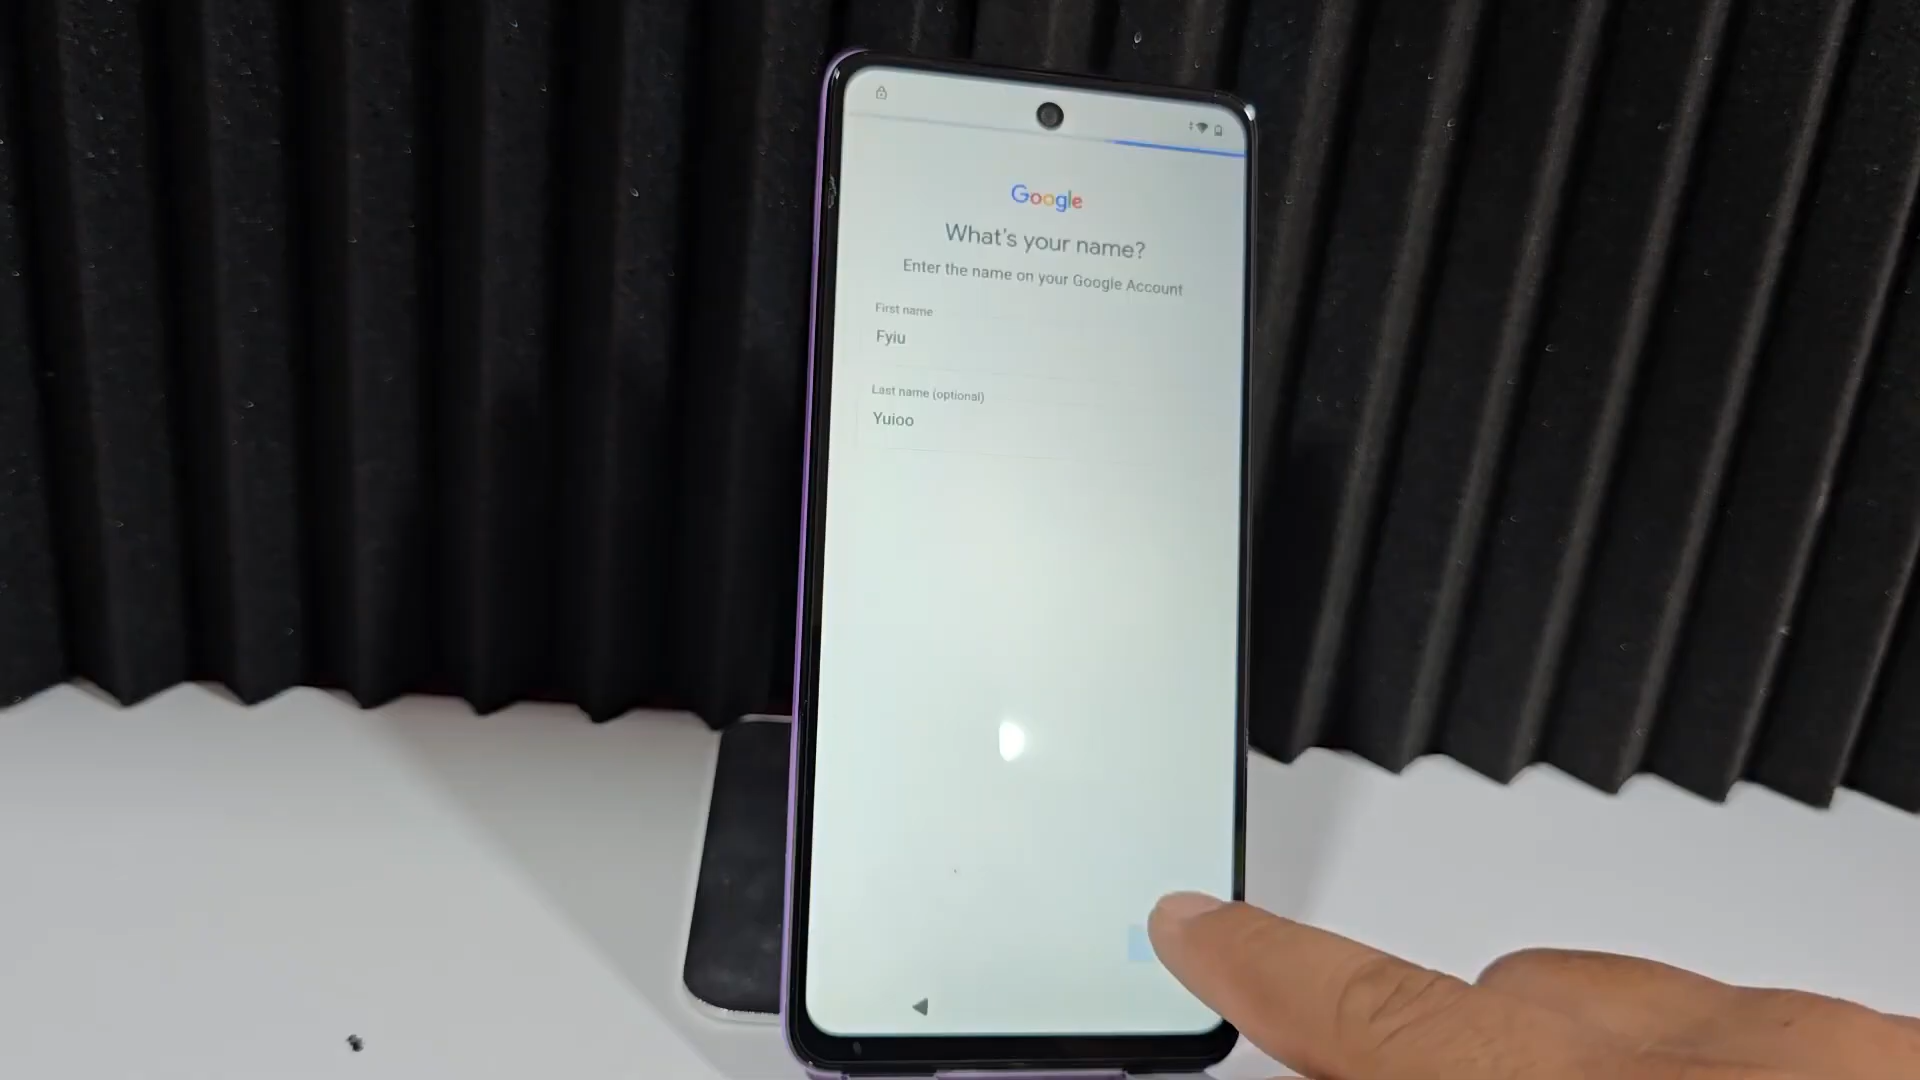 Google
What's your name?
Enter the name on your Google Account
First name
Fyiu
Last name (optional)
Yuioo